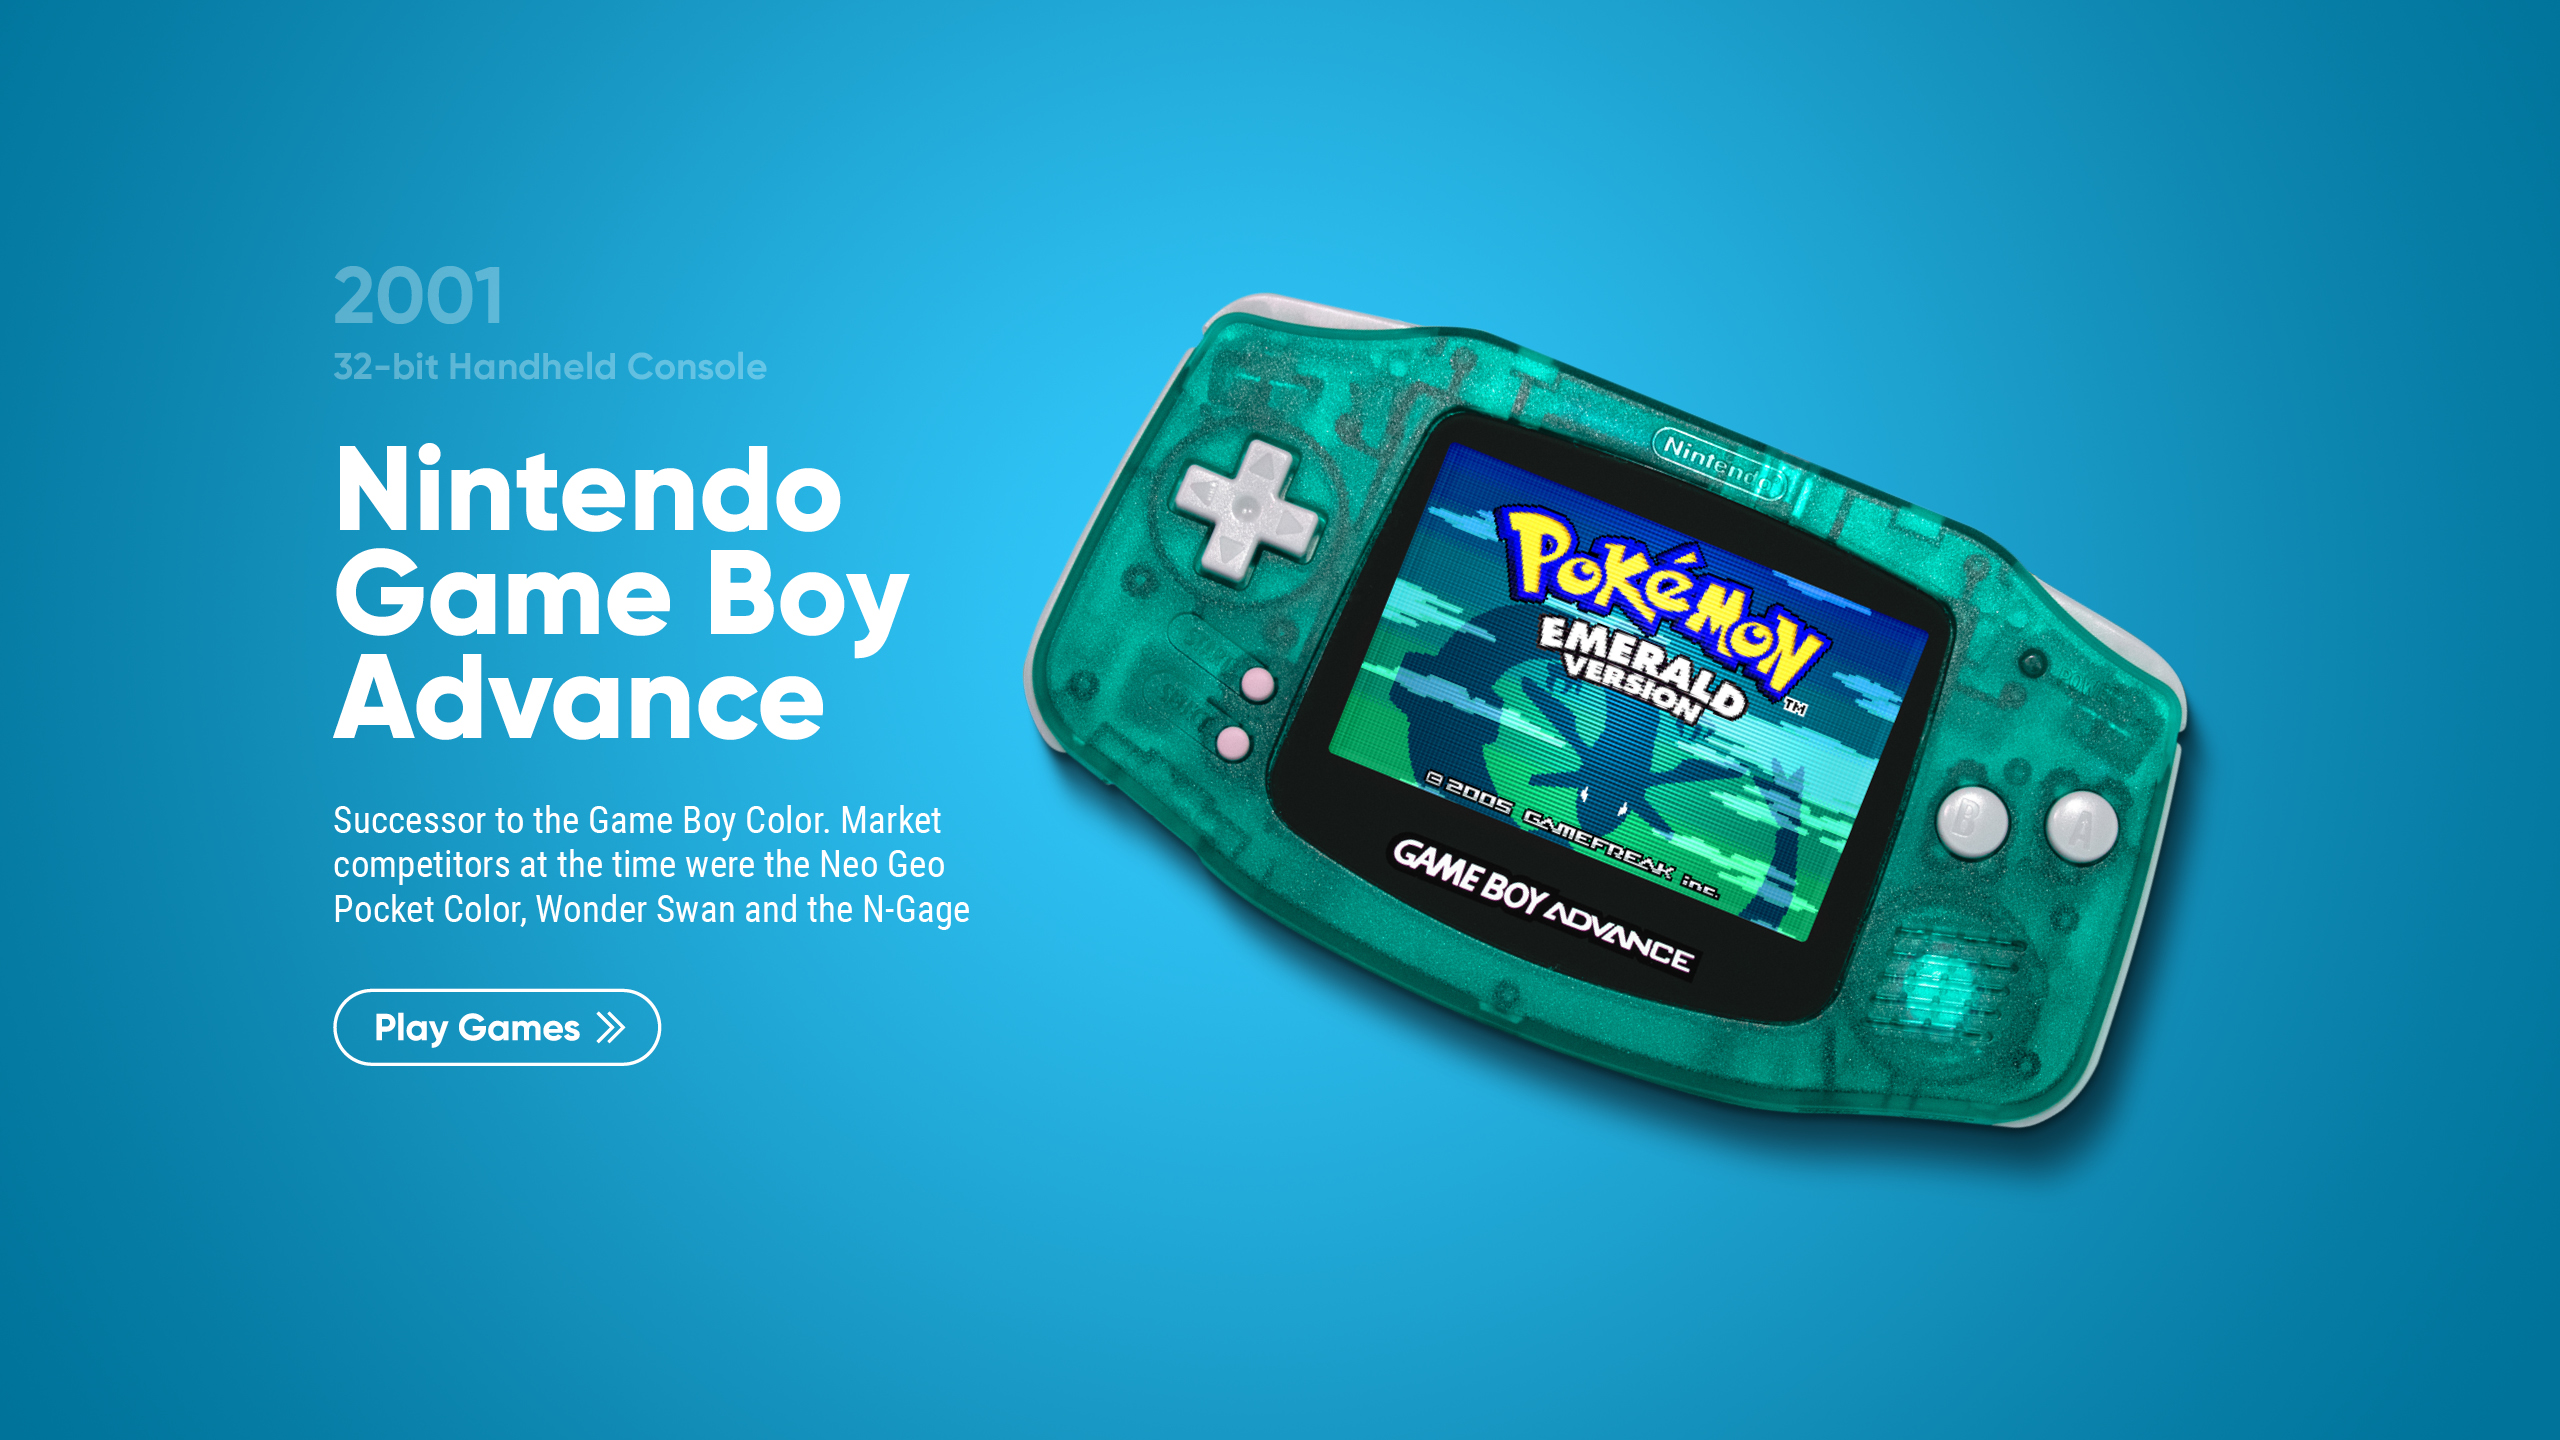 2001
32-bit Handheld Console
Nintendo
Game Boy
Advance
Successor to the Game Boy Color. Market
competitors at the time were the Neo Geo
Pocket Color, Wonder Swan and the N-Gage
Play Games
Nintendo
POKéMON
EMERALD
VERSION
TM
©2005 GAMEFREAK inc.
GAME BOY ADVANCE
B
A